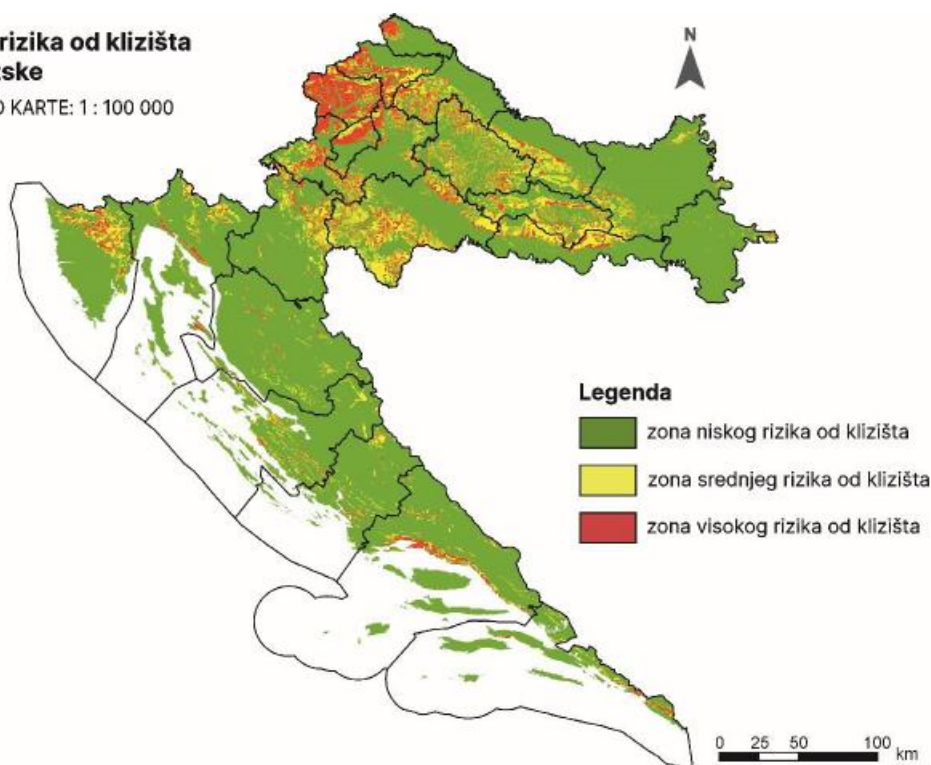 rizika od klizišta
tske
O KARTE: 1 : 100 000
N
Legenda
zona niskog rizika od klizišta
zona srednjeg rizika od klizišta
zona visokog rizika od klizišta
0 25 50 100 km